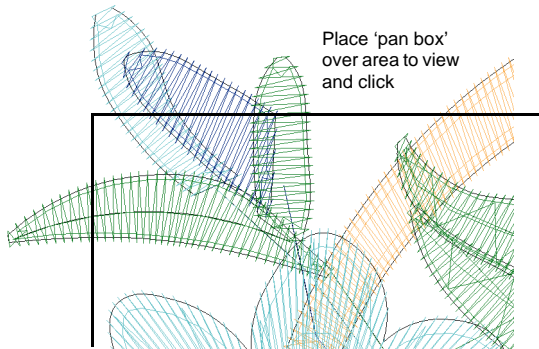 Place ‘pan box’
over area to view
and click